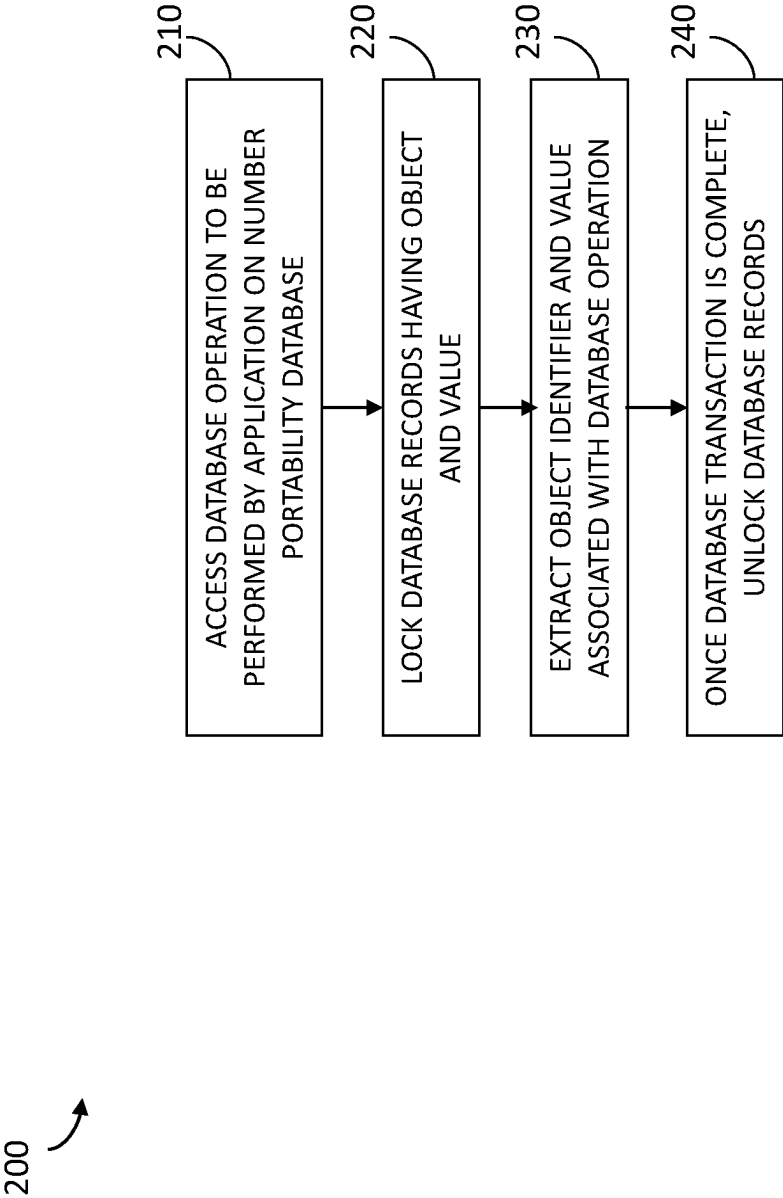 200
210
ACCESS DATABASE OPERATION TO BE
PERFORMED BY APPLICATION ON NUMBER
PORTABILITY DATABASE
220
LOCK DATABASE RECORDS HAVING OBJECT
AND VALUE
230
EXTRACT OBJECT IDENTIFIER AND VALUE
ASSOCIATED WITH DATABASE OPERATION
240
ONCE DATABASE TRANSACTION IS COMPLETE,
UNLOCK DATABASE RECORDS